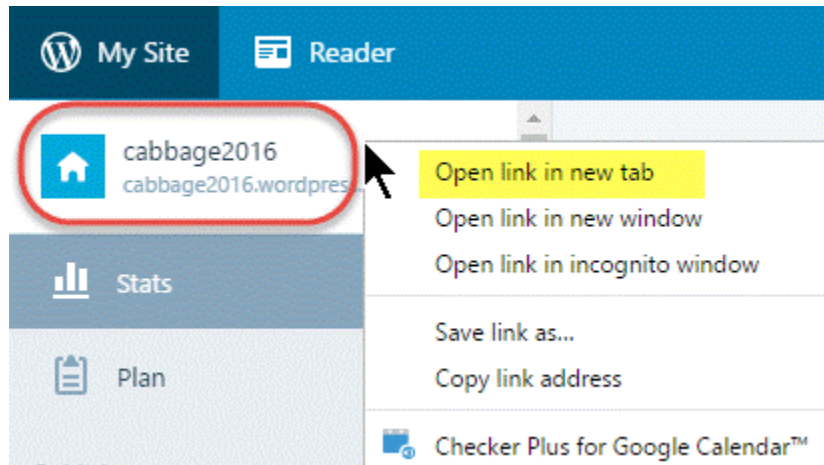 My Site
Reader
cabbage2016
cabbage2016.wordpres
Stats
Plan
Open link in new tab
Open link in new window
Open link in incognito window
Save link as...
Copy link address
Checker Plus for Google Calendar™